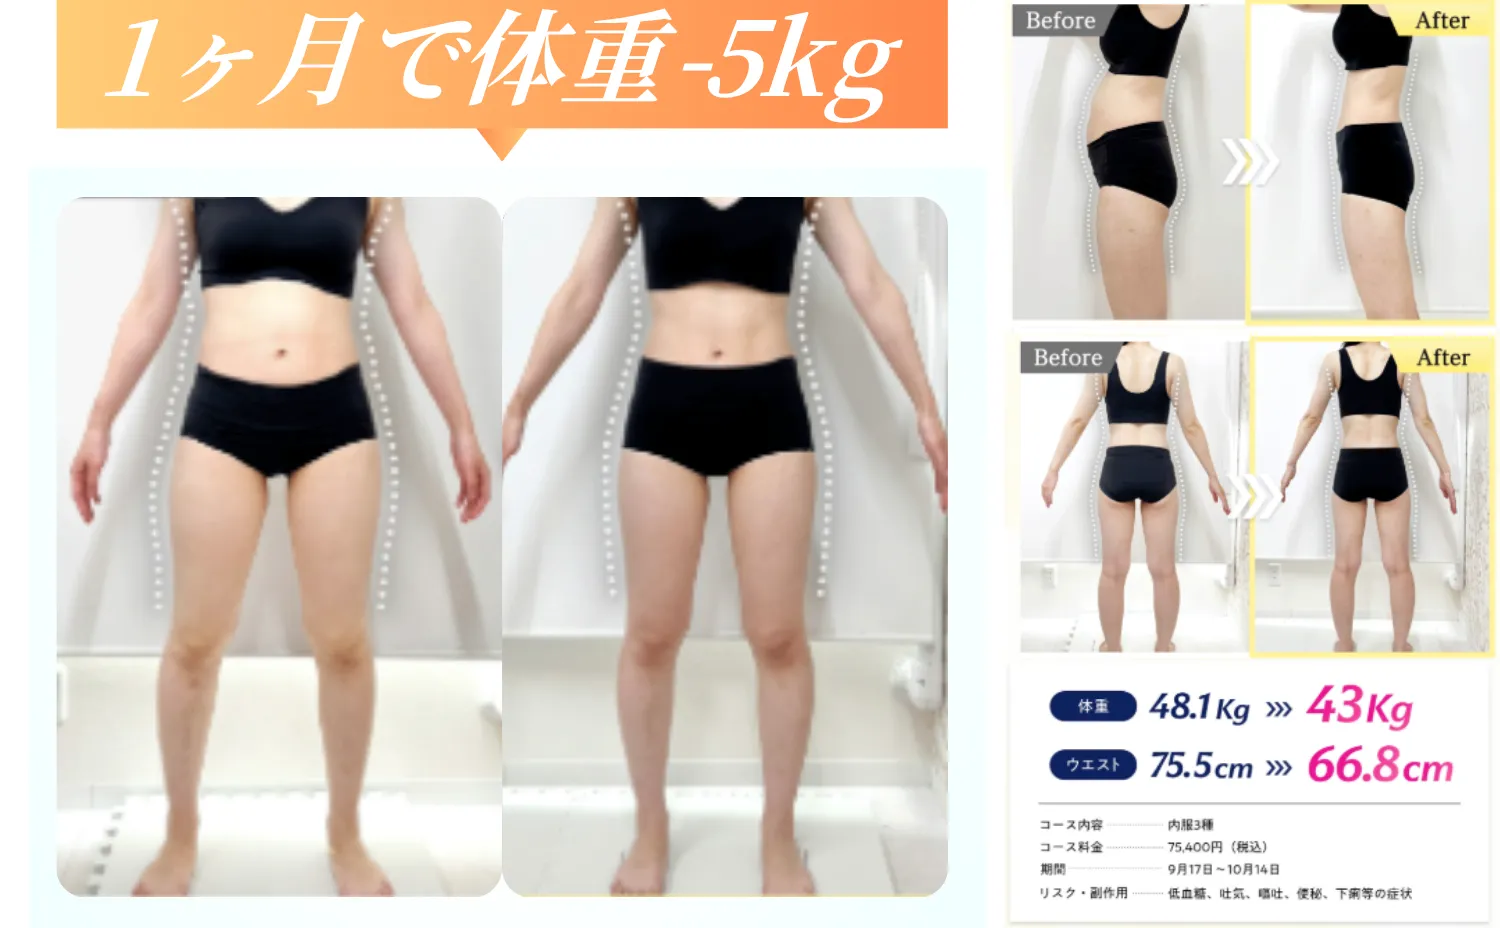 1ヶ月で体重-5kg
Before
After
Before
After
体重 48.1Kg 43Kg
ウエスト 75.5cm 66.8cm
コース内容 内服3種
コース料金 75,400円（税込）
期間 9月17日～10月14日
リスク・副作用 低血糖、吐気、嘔吐、便秘、下痢等の症状